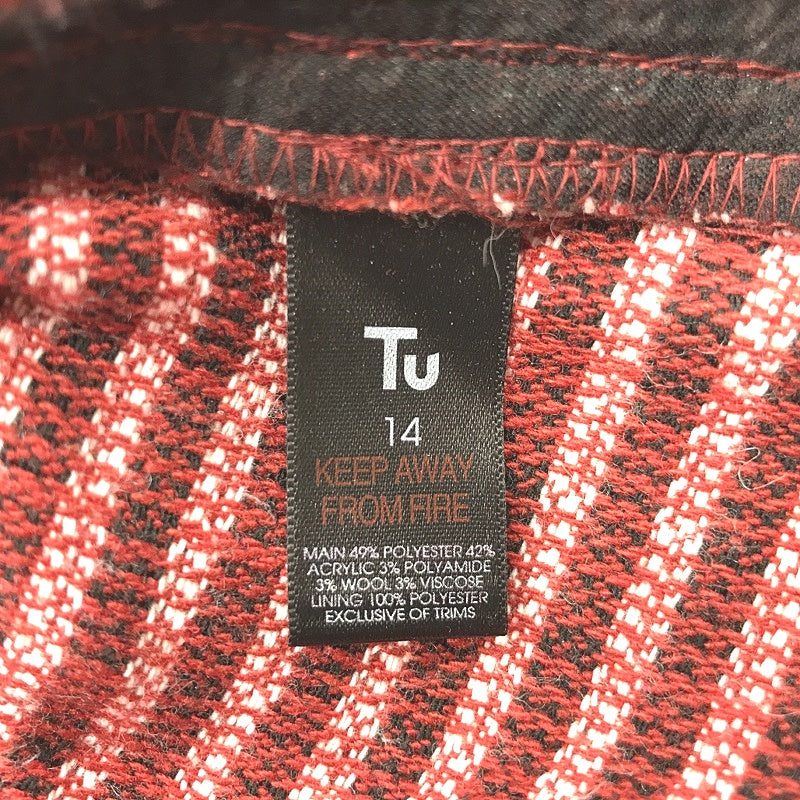 Tu
14
KEEP AWAY
FROM FIRE
MAIN 49% POLYESTER 42%
ACRYLIC 3% POLYAMIDE
3% WOOL 3% VISCOSE
LINING 100% POLYESTER
EXCLUSIVE OF TRIMS